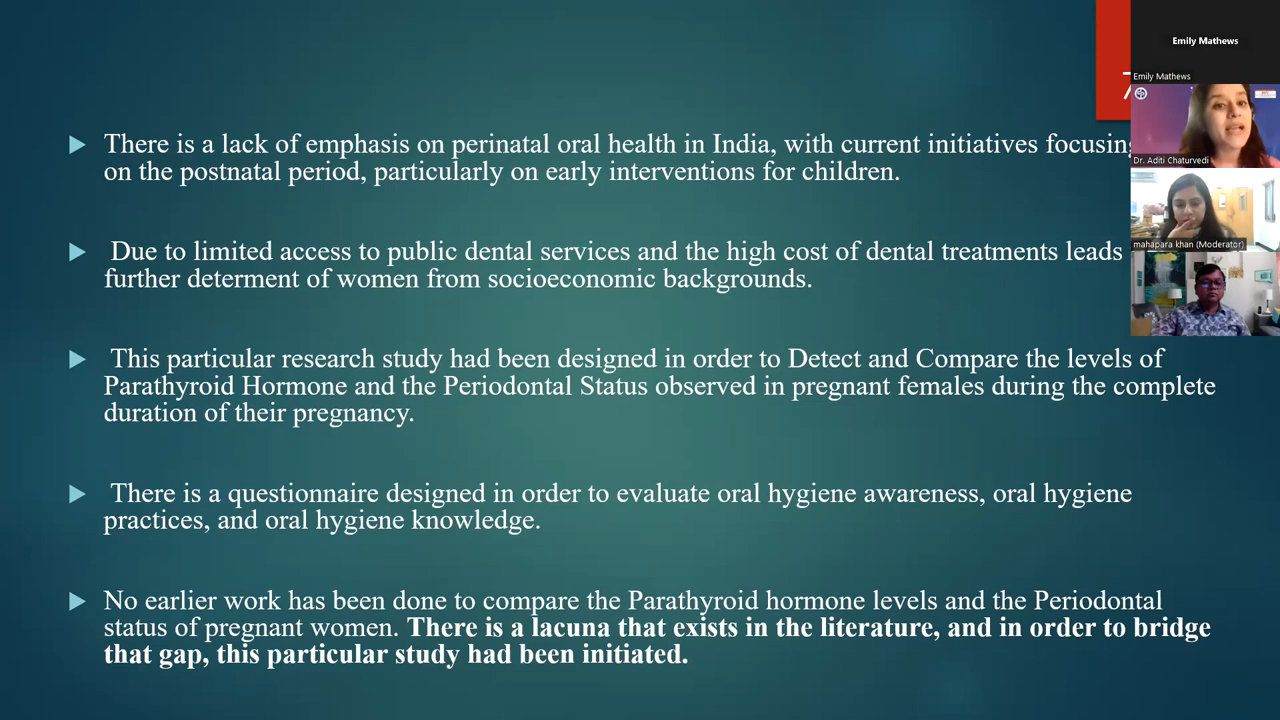 Emily Mathews
Emily Mathews
7
Dr. Aditi Chaturvedi
mahapara khan (Moderator)
There is a lack of emphasis on perinatal oral health in India, with current initiatives focusing
on the postnatal period, particularly on early interventions for children.
Due to limited access to public dental services and the high cost of dental treatments leads
further determent of women from socioeconomic backgrounds.
This particular research study had been designed in order to Detect and Compare the levels of
Parathyroid Hormone and the Periodontal Status observed in pregnant females during the complete
duration of their pregnancy.
There is a questionnaire designed in order to evaluate oral hygiene awareness, oral hygiene
practices, and oral hygiene knowledge.
No earlier work has been done to compare the Parathyroid hormone levels and the Periodontal
status of pregnant women. There is a lacuna that exists in the literature, and in order to bridge
that gap, this particular study had been initiated.